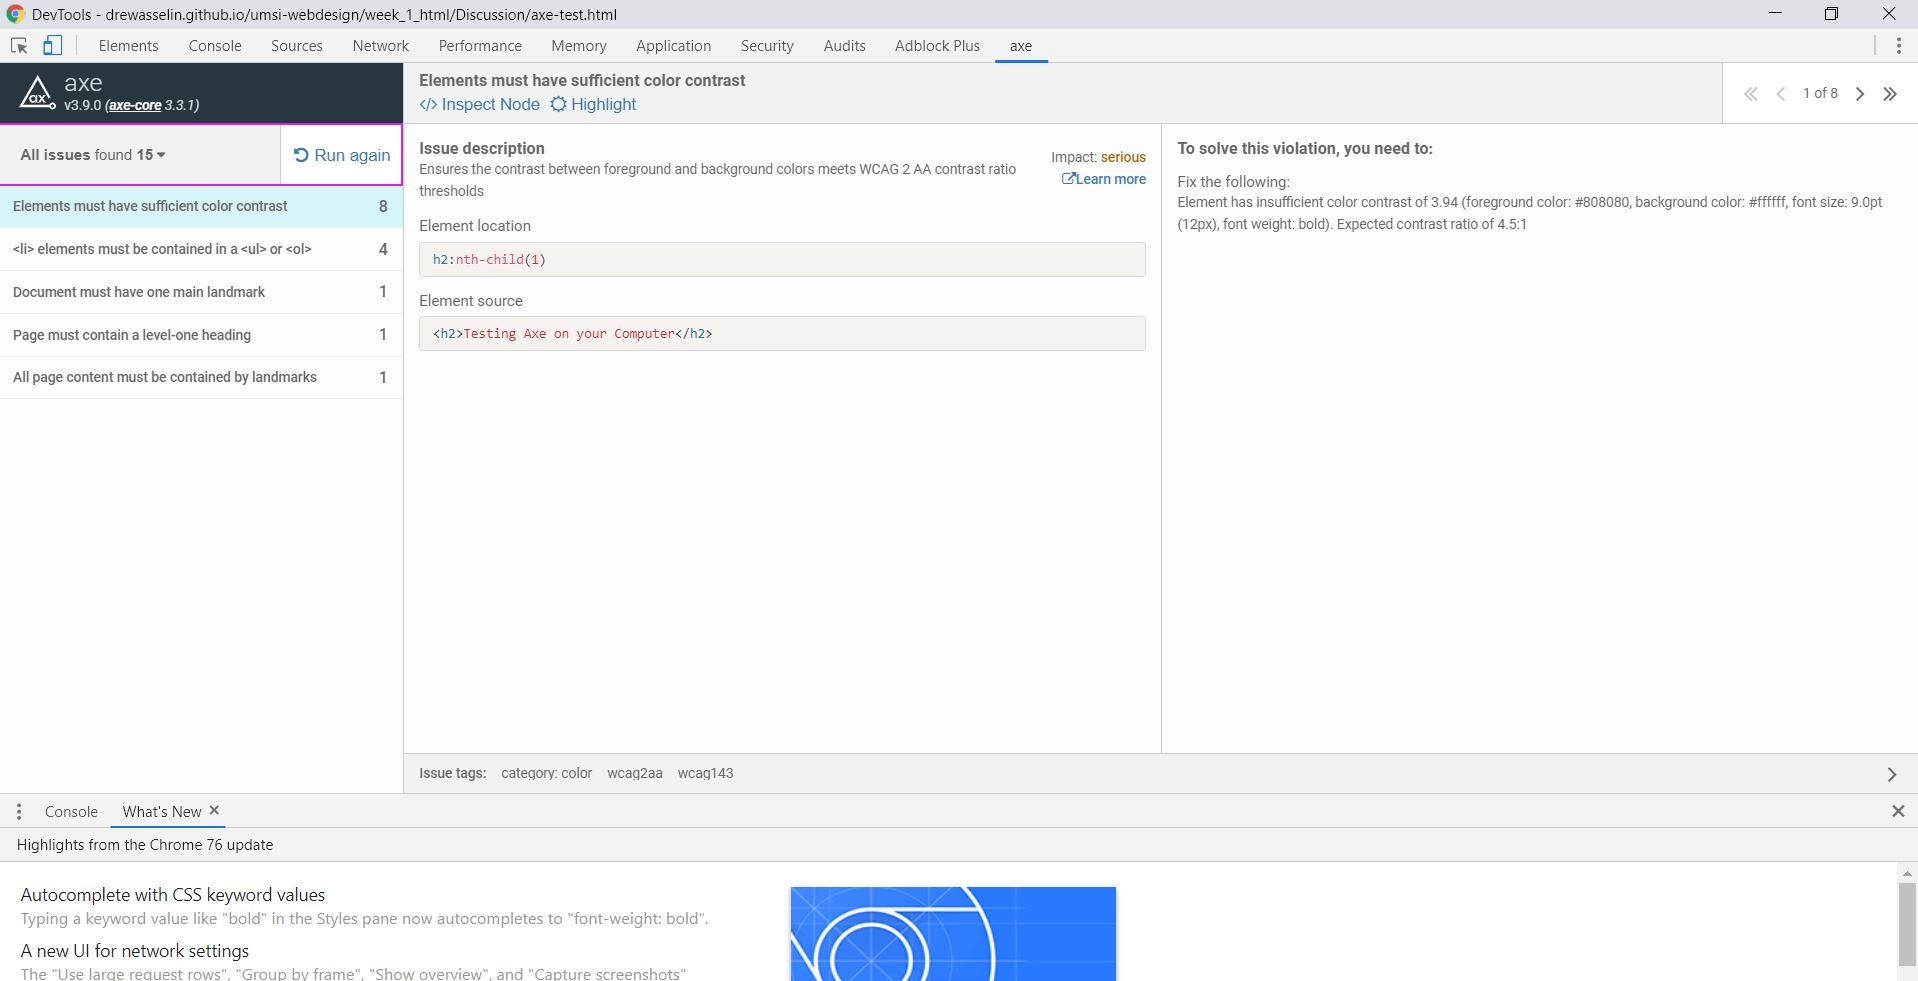 DevTools - drewasselin.github.io/umsi-webdesign/week_1_html/Discussion/axe-test.html
Elements Console Sources Network Performance Memory Application Security Audits Adblock Plus axe
ax axe
v3.9.0 (axe-core 3.3.1)
All issues found 15
Run again
Elements must have sufficient color contrast 8
<li> elements must be contained in a <ul> or <ol> 4
Document must have one main landmark 1
Page must contain a level-one heading 1
All page content must be contained by landmarks 1
Elements must have sufficient color contrast
</> Inspect Node Highlight
1 of 8
Issue description
Ensures the contrast between foreground and background colors meets WCAG 2 AA contrast ratio
thresholds
Impact: serious
Learn more
Element location
h2:nth-child(1)
Element source
<h2>Testing Axe on your Computer</h2>
To solve this violation, you need to:
Fix the following:
Element has insufficient color contrast of 3.94 (foreground color: #808080, background color: #ffffff, font size: 9.0pt
(12px), font weight: bold). Expected contrast ratio of 4.5:1
Issue tags: category: color wcag2aa wcag143
Console What's New
Highlights from the Chrome 76 update
Autocomplete with CSS keyword values
Typing a keyword value like "bold" in the Styles pane now autocompletes to "font-weight: bold".
A new UI for network settings
The "Use large request rows", "Group by frame", "Show overview", and "Capture screenshots"